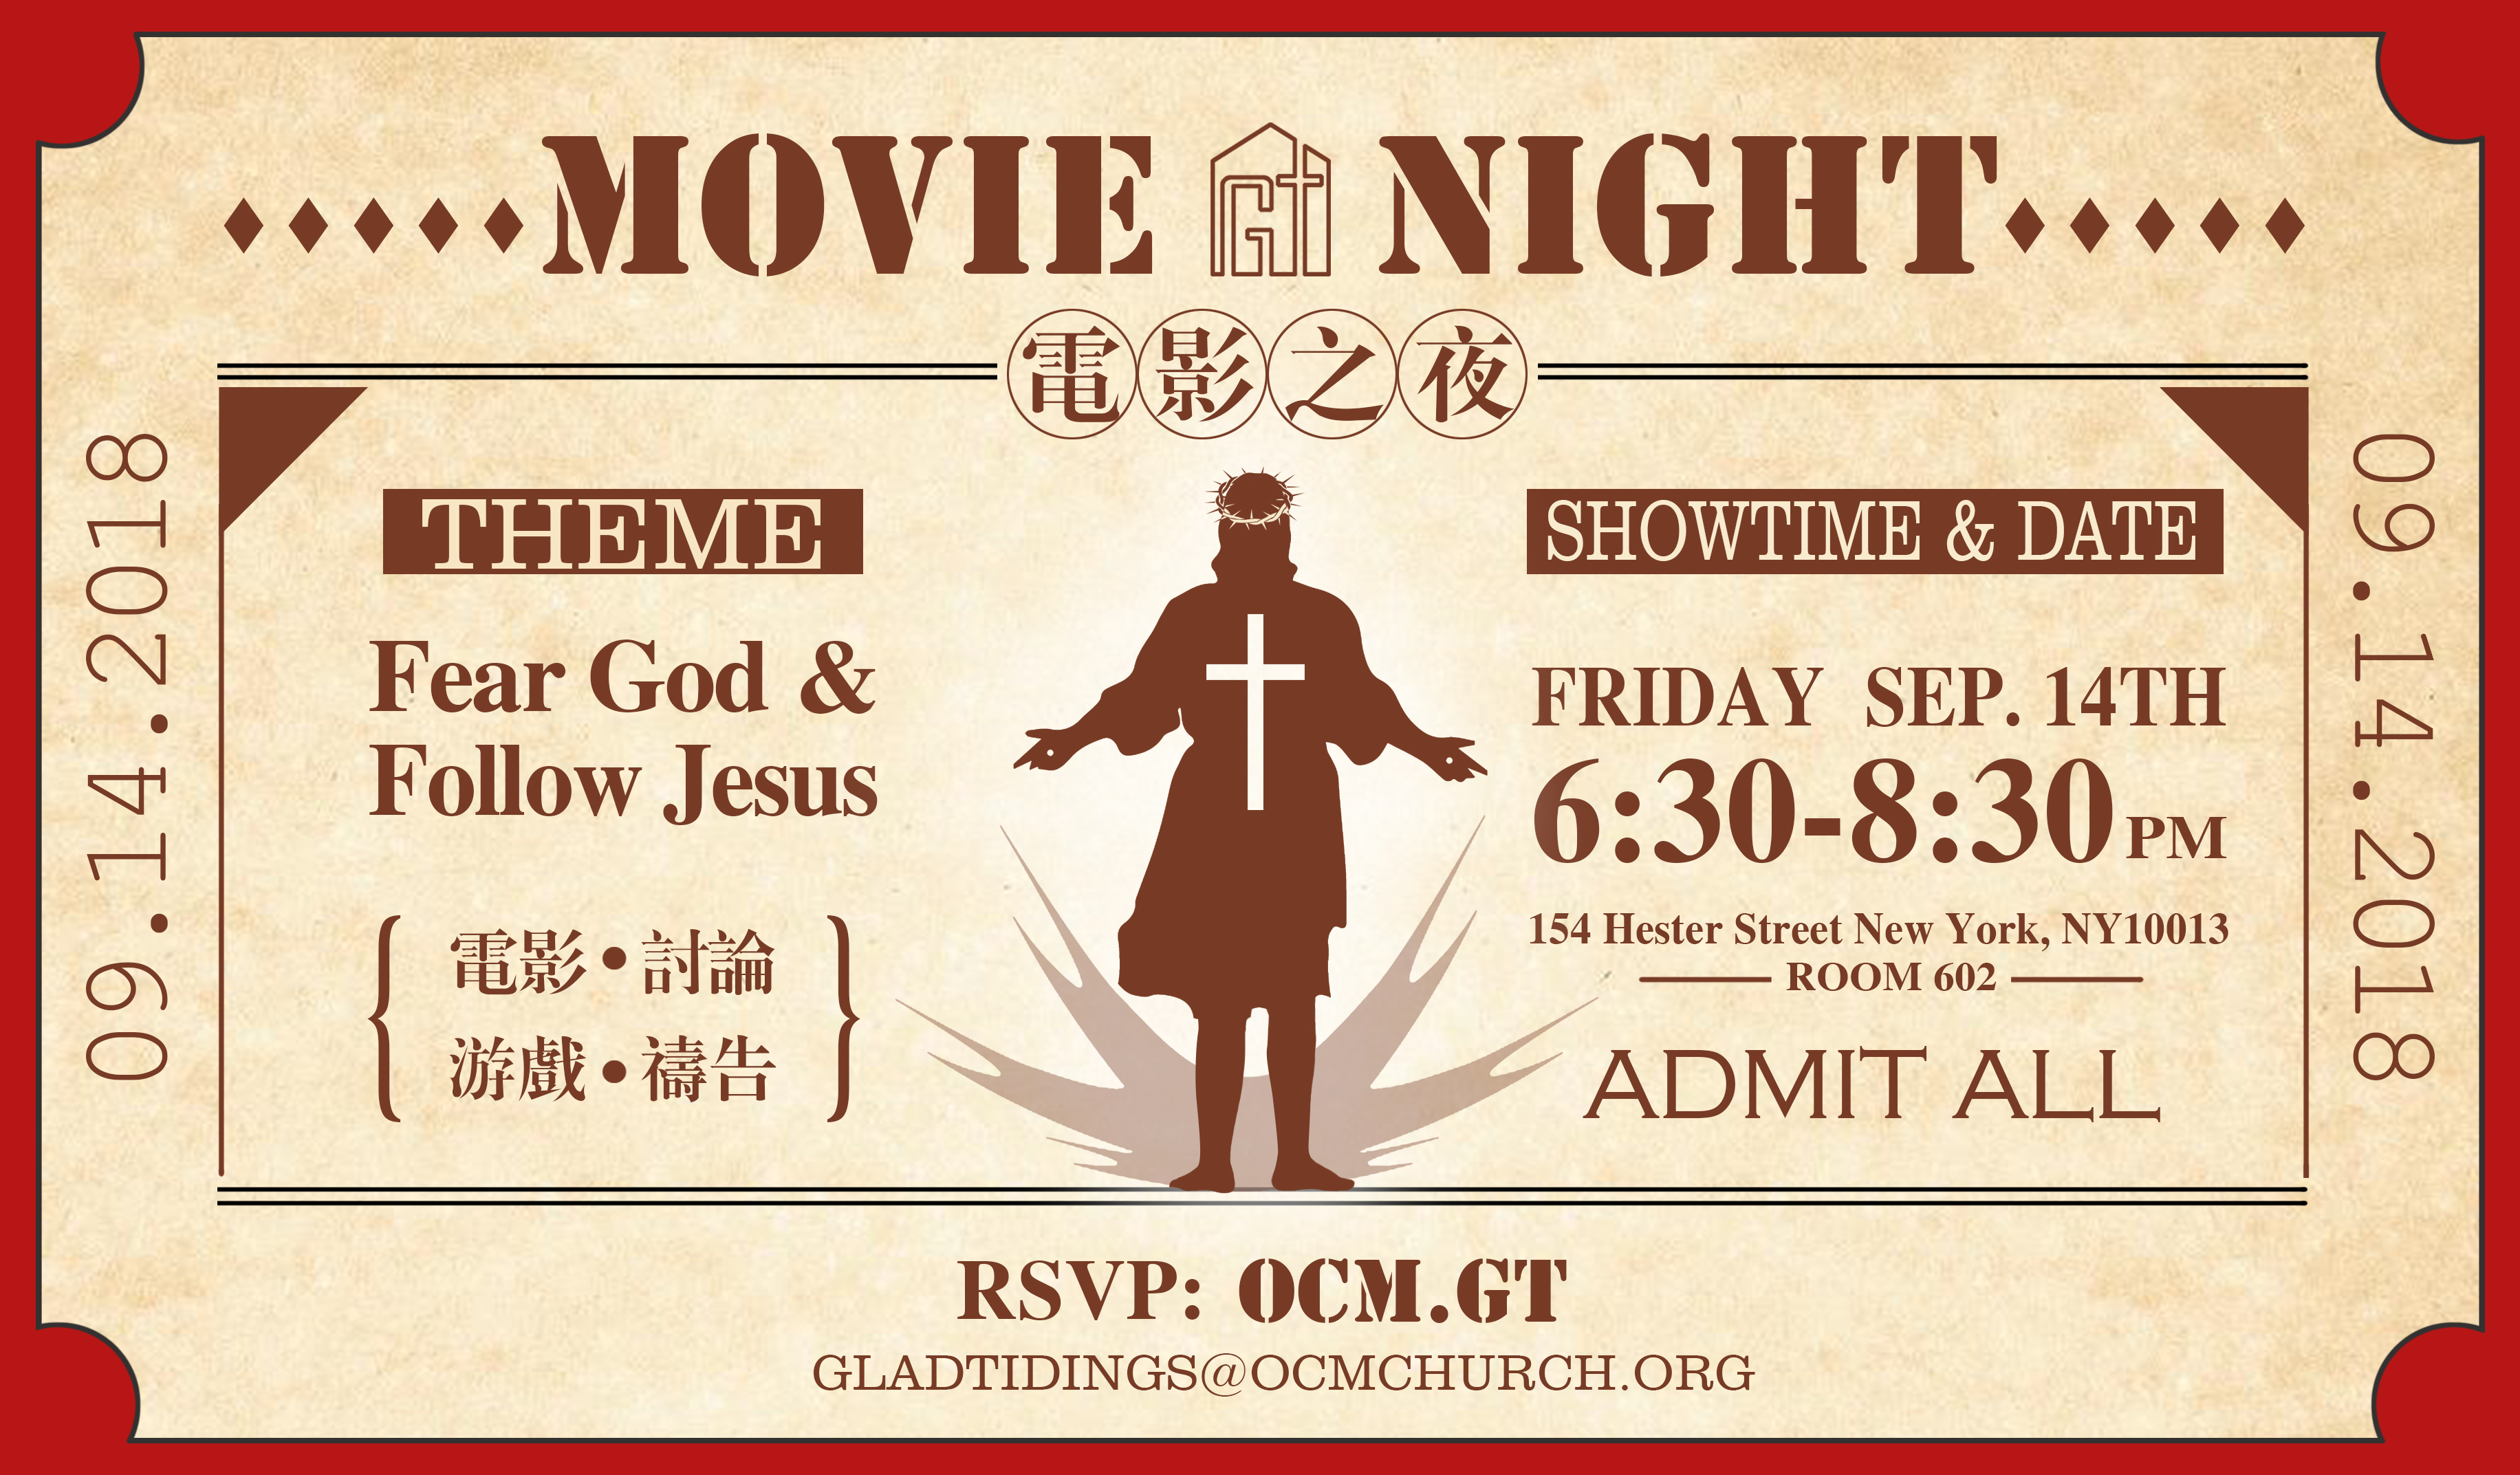 MOVIE GT NIGHT
電影之夜
09.14.2018
THEME
Fear God &
Follow Jesus
{ 電影•討論
游戲•禱告 }
SHOWTIME & DATE
FRIDAY SEP. 14TH
6:30-8:30 PM
154 Hester Street New York, NY10013
ROOM 602
ADMIT ALL
09.14.2018
RSVP: OCM.GT
GLADTIDINGS@OCMCHURCH.ORG